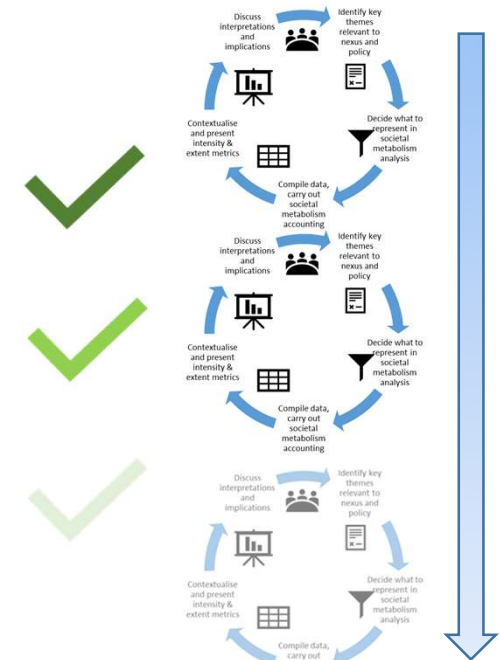 Discuss
interpretations
and
implications
Identify key
themes
relevant to
nexus and
policy
Decide what to
represent in
societal
metabolism
analysis
Compile data,
carry out
societal
metabolism
accounting
Contextualise
and present
intensity &
extent metrics
Discuss
interpretations
and
implications
Identify key
themes
relevant to
nexus and
policy
Decide what to
represent in
societal
metabolism
analysis
Compile data,
carry out
societal
metabolism
accounting
Contextualise
and present
intensity &
extent metrics
Discuss
interpretations
and
implications
Identify key
themes
relevant to
nexus and
policy
Decide what to
represent in
societal
metabolism
analysis
Compile data,
carry out
Contextualise
and present
intensity &
extent metrics